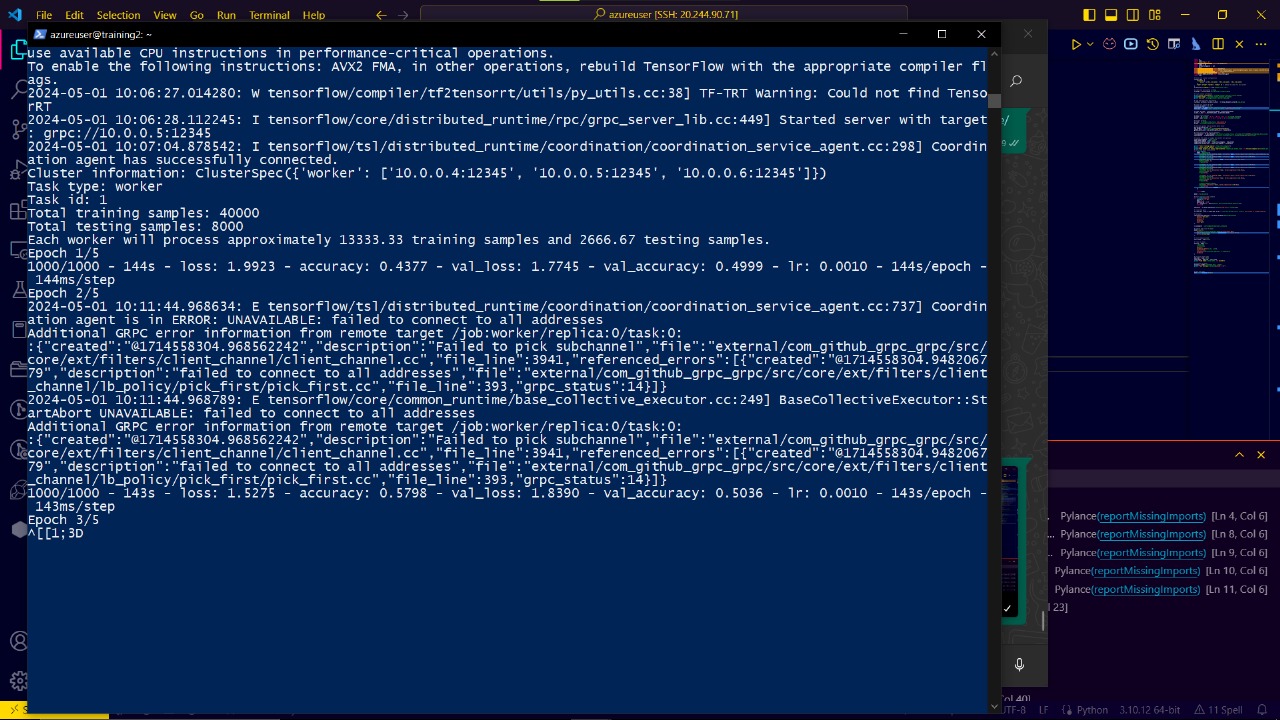 File Edit Selection View Go Run Terminal Help
azureuser [SSH: 20.244.90.71]
azureuser@training2: ~
use available CPU instructions in performance-critical operations.
To enable the following instructions: AVX2 FMA, in other operations, rebuild TensorFlow with the appropriate compiler fl
ags.
2024-05-01 10:06:27.014280: W tensorflow/compiler/tf2tensorrt/utils/py_utils.cc:38] TF-TRT Warning: Could not find Tenso
rRT
2024-05-01 10:06:28.112245: I tensorflow/core/distributed_runtime/rpc/grpc_server_lib.cc:449] Started server with target
: grpc://10.0.0.5:12345
2024-05-01 10:07:04.878542: I tensorflow/tsl/distributed_runtime/coordination/coordination_service_agent.cc:298] Coordin
ation agent has successfully connected.
Cluster information: ClusterSpec({'worker': ['10.0.0.4:12345', '10.0.0.5:12345', '10.0.0.6:12345']})
Task type: worker
Task id: 1
Total training samples: 40000
Total testing samples: 8000
Each worker will process approximately 13333.33 training samples and 2666.67 testing samples.
Epoch 1/5
1000/1000 - 144s - loss: 1.9923 - accuracy: 0.4377 - val_loss: 1.7745 - val_accuracy: 0.4999 - lr: 0.0010 - 144s/epoch -
144ms/step
Epoch 2/5
2024-05-01 10:11:44.968634: E tensorflow/tsl/distributed_runtime/coordination/coordination_service_agent.cc:737] Coordin
ation agent is in ERROR: UNAVAILABLE: failed to connect to all addresses
Additional GRPC error information from remote target /job:worker/replica:0/task:0:
:{"created":"@1714558304.968562242","description":"Failed to pick subchannel","file":"external/com_github_grpc_grpc/src/
core/ext/filters/client_channel/client_channel.cc","file_line":3941,"referenced_errors":[{"created":"@1714558304.9482067
79","description":"failed to connect to all addresses","file":"external/com_github_grpc_grpc/src/core/ext/filters/client
_channel/lb_policy/pick_first/pick_first.cc","file_line":393,"grpc_status":14}]}
2024-05-01 10:11:44.968789: E tensorflow/core/common_runtime/base_collective_executor.cc:249] BaseCollectiveExecutor::St
artAbort UNAVAILABLE: failed to connect to all addresses
Additional GRPC error information from remote target /job:worker/replica:0/task:0:
:{"created":"@1714558304.968562242","description":"Failed to pick subchannel","file":"external/com_github_grpc_grpc/src/
core/ext/filters/client_channel/client_channel.cc","file_line":3941,"referenced_errors":[{"created":"@1714558304.9482067
79","description":"failed to connect to all addresses","file":"external/com_github_grpc_grpc/src/core/ext/filters/client
_channel/lb_policy/pick_first/pick_first.cc","file_line":393,"grpc_status":14}]}
1000/1000 - 143s - loss: 1.5275 - accuracy: 0.5798 - val_loss: 1.8390 - val_accuracy: 0.5036 - lr: 0.0010 - 143s/epoch -
143ms/step
Epoch 3/5
^[[1;3D
Pylance(reportMissingImports) [Ln 4, Col 6]
Pylance(reportMissingImports) [Ln 8, Col 6]
Pylance(reportMissingImports) [Ln 9, Col 6]
Pylance(reportMissingImports) [Ln 10, Col 6]
Pylance(reportMissingImports) [Ln 11, Col 6]
23]
UTF-8 LF Python 3.10.12 64-bit 11 Spell